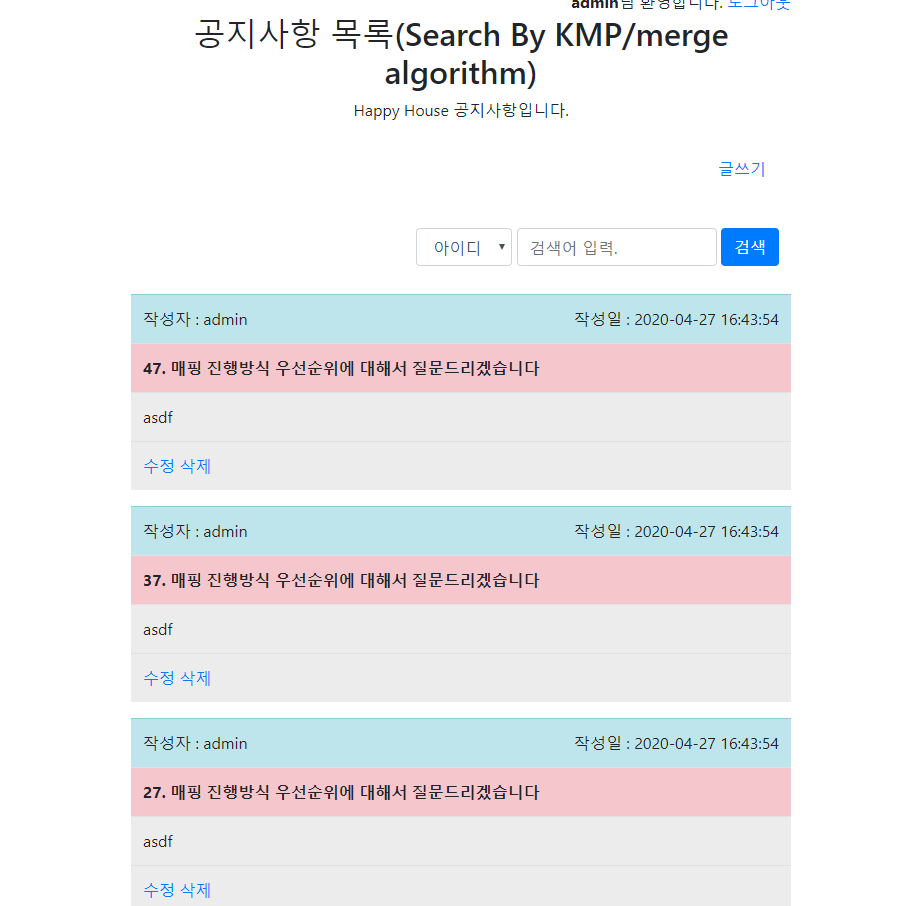 admin님 환영합니다. 로그아웃
공지사항 목록(Search By KMP/merge
algorithm)
Happy House 공지사항입니다.
글쓰기
아이디 검색어 입력. 검색
작성자 : admin 작성일 : 2020-04-27 16:43:54
47. 매핑 진행방식 우선순위에 대해서 질문드리겠습니다
asdf
수정 삭제
작성자 : admin 작성일 : 2020-04-27 16:43:54
37. 매핑 진행방식 우선순위에 대해서 질문드리겠습니다
asdf
수정 삭제
작성자 : admin 작성일 : 2020-04-27 16:43:54
27. 매핑 진행방식 우선순위에 대해서 질문드리겠습니다
asdf
수정 삭제